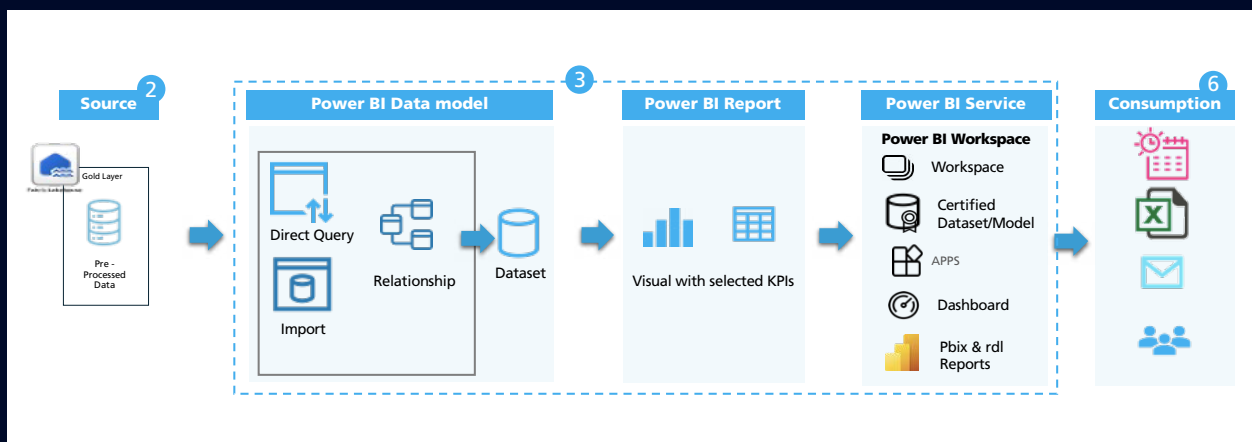 2
3
6
Source
Power BI Data model
Power BI Report
Power BI Service
Consumption
Gold Layer
Pre -
Processed
Data
Direct Query
Import
Relationship
Dataset
Visual with selected KPIs
Power BI Workspace
Workspace
Certified
Dataset/Model
APPS
Dashboard
Pbix & rdl
Reports
X